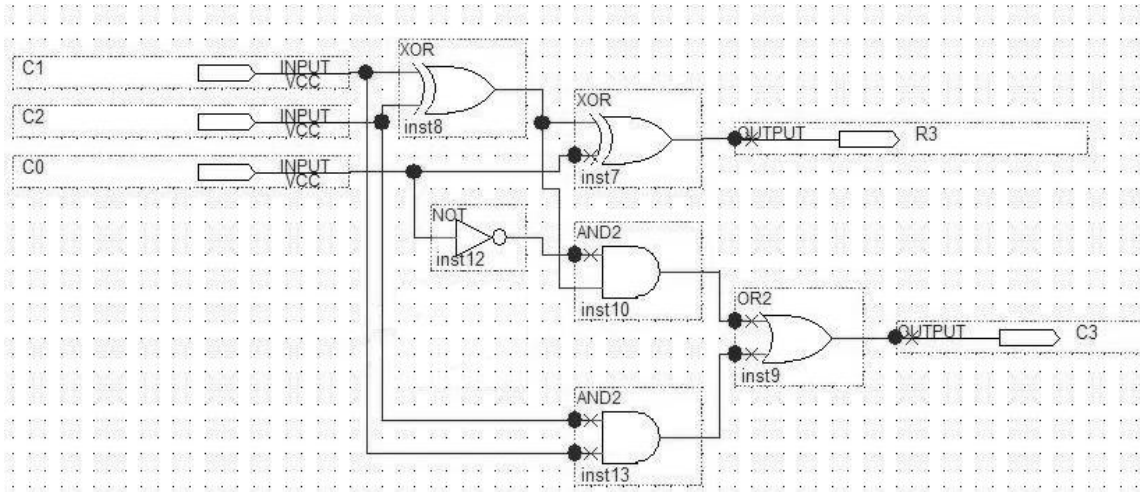 XOR
C1
INPUT
VCC
inst8
XOR
C2
INPUT
VCC
OUTPUT
R3
C0
INPUT
VCC
inst7
NOT
inst12
AND2
inst10
OR2
OUTPUT
C3
inst9
AND2
inst13